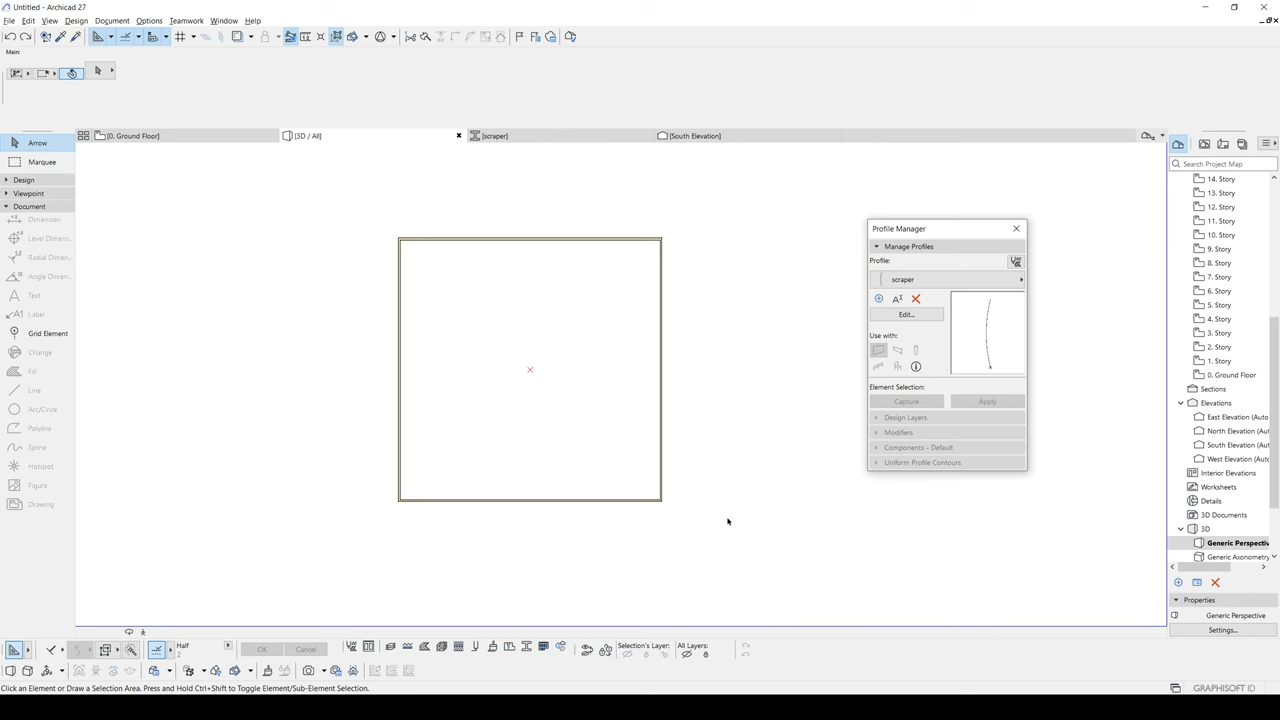 Untitled - Archicad 27
File Edit View Design Document Options Teamwork Window Help
Main:
[0. Ground Floor]
[3D / All]
[scraper]
[South Elevation]
Arrow
Marquee
Design
Viewpoint
Document
Dimension
Level Dimens...
Radial Dimen...
Angle Dimens...
Text
Label
Grid Element
Change
Fill
Line
Arc/Circle
Polyline
Spline
Hotspot
Figure
Drawing
Profile Manager
Manage Profiles
Profile:
scraper
Edit...
Use with:
Element Selection:
Capture
Apply
Design Layers
Modifiers
Components - Default
Uniform Profile Contours
Search Project Map
14. Story
13. Story
12. Story
11. Story
10. Story
9. Story
8. Story
7. Story
6. Story
5. Story
4. Story
3. Story
2. Story
1. Story
0. Ground Floor
Sections
Elevations
East Elevation (Auto
North Elevation (Aut
South Elevation (Aut
West Elevation (Aut
Interior Elevations
Worksheets
Details
3D Documents
3D
Generic Perspectiv
Generic Axonometry
Properties
Generic Perspective
Settings...
Half
2
OK
Cancel
Selection's Layer:
All Layers:
Click an Element or Draw a Selection Area. Press and Hold Ctrl+Shift to Toggle Element/Sub-Element Selection.
GRAPHISOFT ID